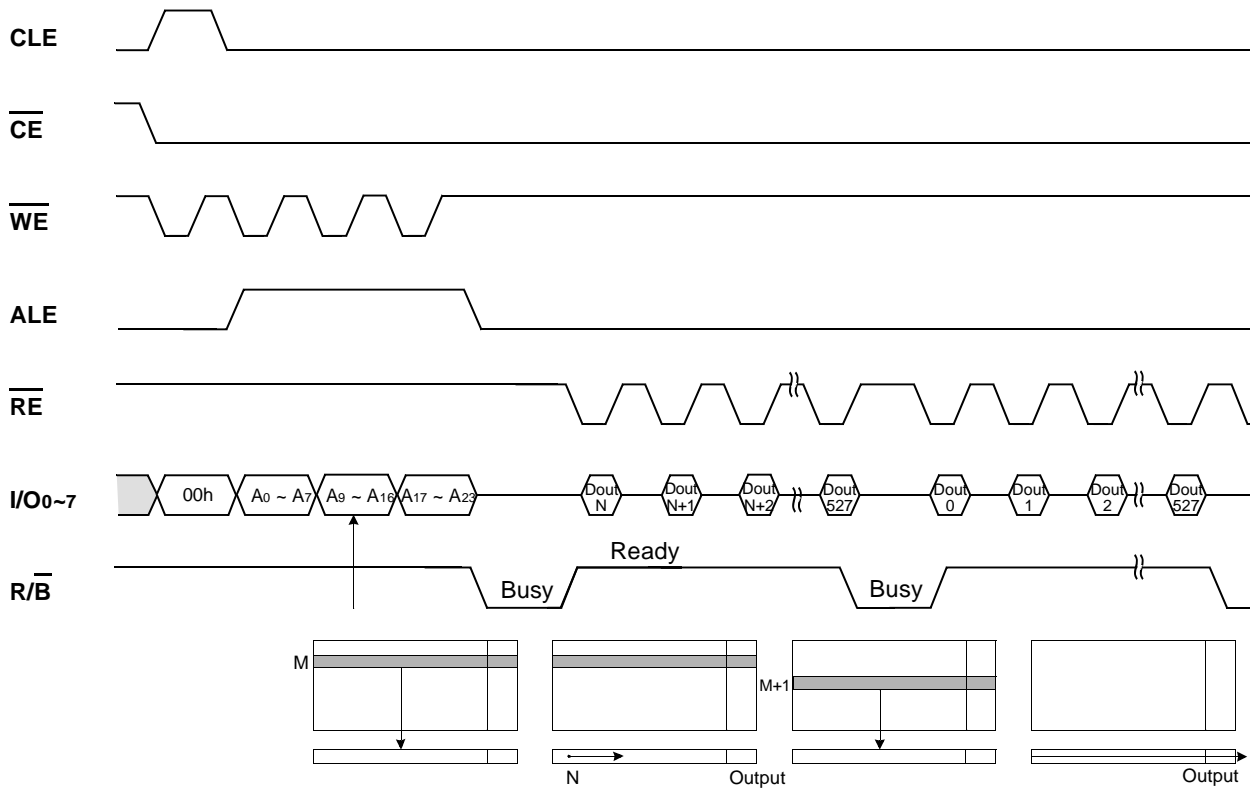 CLE
CE
WE
ALE
RE
I/O0~7
00h
A0 ~ A7
A9 ~ A16
A17 ~ A23
Dout
N
Dout
N+1
Dout
N+2
Dout
527
Dout
0
Dout
1
Dout
2
Dout
527
R/B
Busy
Ready
Busy
M
M+1
N
Output
Output